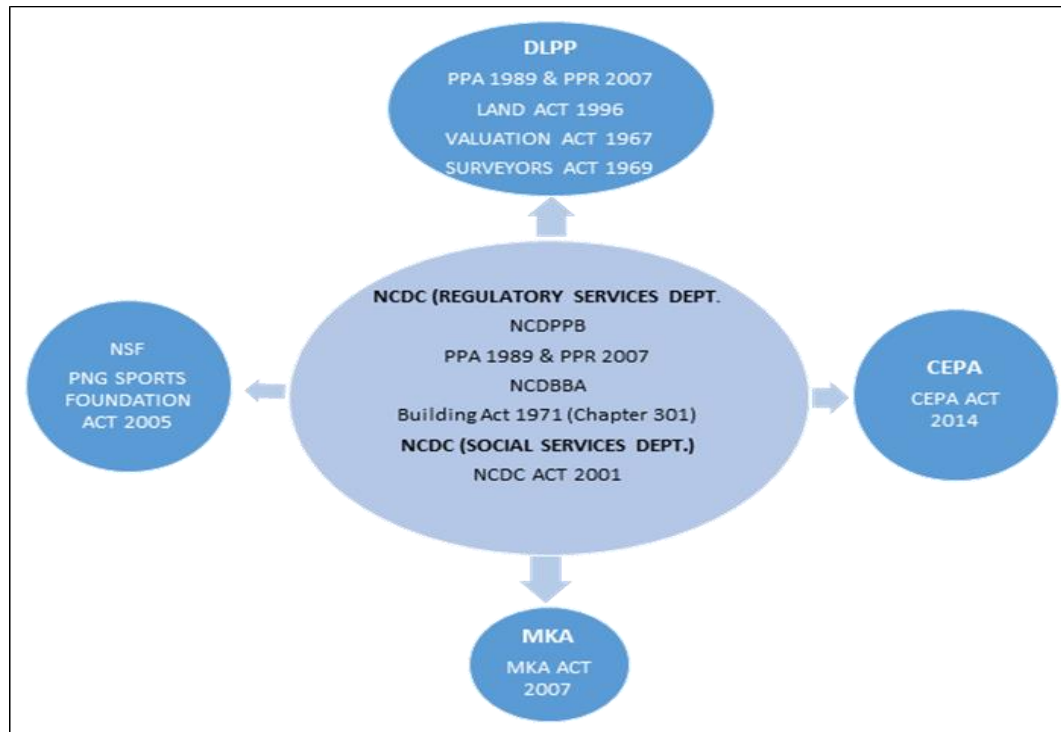 DLPP
PPA 1989 & PPR 2007
LAND ACT 1996
VALUATION ACT 1967
SURVEYORS ACT 1969
NCDC (REGULATORY SERVICES DEPT.
NCDPPB
PPA 1989 & PPR 2007
NCDBBA
Building Act 1971 (Chapter 301)
NCDC (SOCIAL SERVICES DEPT.)
NCDC ACT 2001
NSF
PNG SPORTS
FOUNDATION
ACT 2005
CEPA
CEPA ACT
2014
MKA
MKA ACT
2007